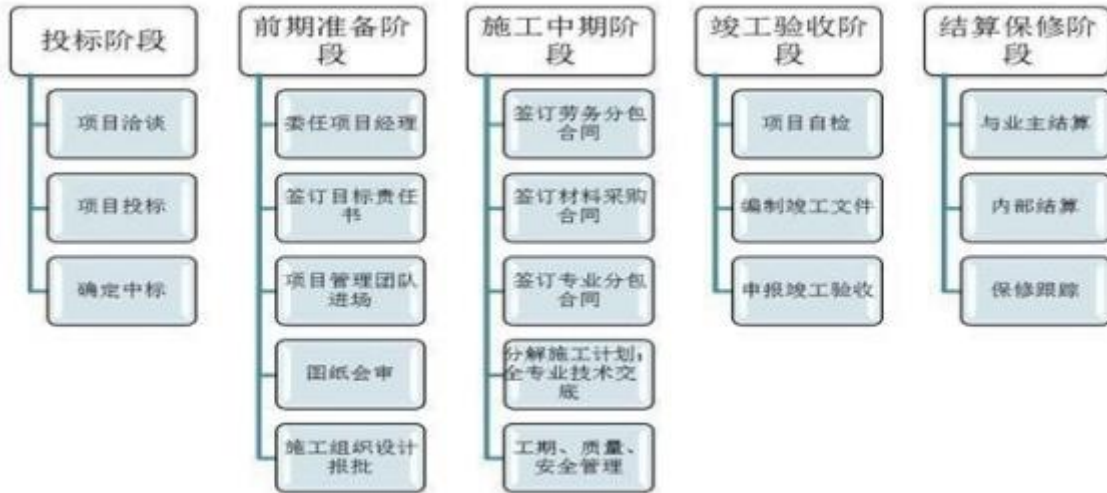 投标阶段
项目洽谈
项目投标
确定中标
前期准备阶
段
委任项目经理
签订目标责任
书
项目管理团队
进场
图纸会审
施工组织设计
报批
施工中期阶
段
签订劳务分包
合同
签订材料采购
合同
签订专业分包
合同
分解施工计划;
全专业技术交
底
工期、质量、
安全管理
竣工验收阶
段
项目自检
编制竣工文件
申报竣工验收
结算保修阶
段
与业主结算
内部结算
保修跟踪